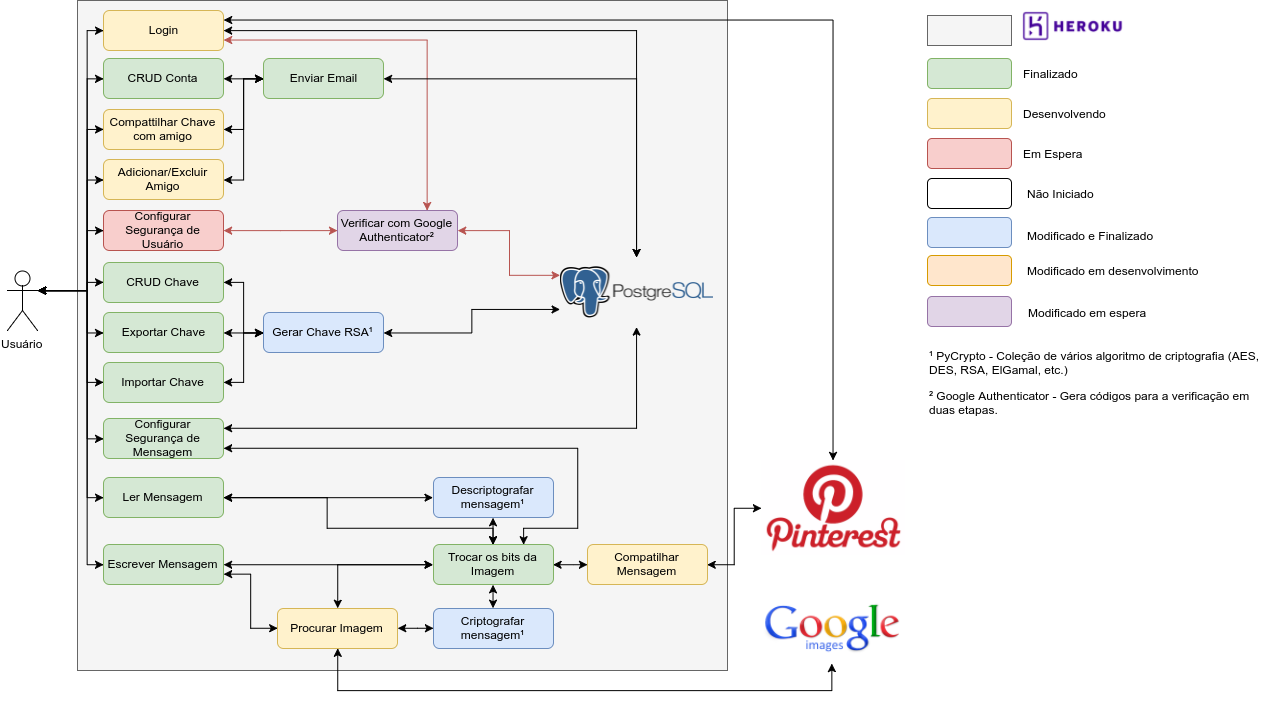 Login
CRUD Conta
Enviar Email
Compattilhar Chave
com amigo
Adicionar/Excluir
Amigo
Configurar
Segurança de
Usuário
Verificar com Google
Authenticator²
CRUD Chave
Exportar Chave
Gerar Chave RSA¹
Importar Chave
Usuário
PostgreSQL
Configurar
Segurança de
Mensagem
Ler Mensagem
Descriptografar
mensagem¹
Escrever Mensagem
Trocar os bits da
Imagem
Compatilhar
Mensagem
Procurar Imagem
Criptografar
mensagem¹
Pinterest
Google
images
HEROKU
Finalizado
Desenvolvendo
Em Espera
Não Iniciado
Modificado e Finalizado
Modificado em desenvolvimento
Modificado em espera
¹ PyCrypto - Coleção de vários algoritmo de criptografia (AES,
DES, RSA, ElGamal, etc.)
² Google Authenticator - Gera códigos para a verificação em
duas etapas.